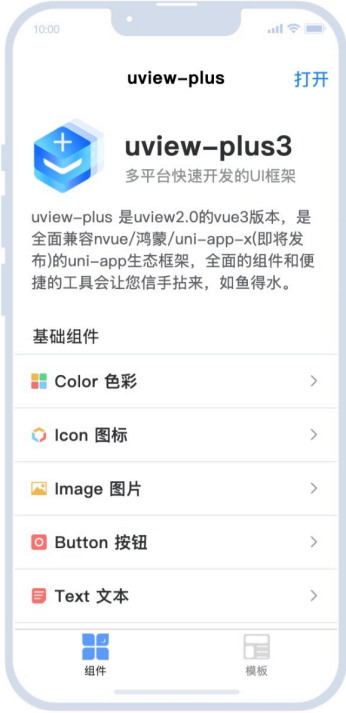 10:00
uview-plus 打开
uview-plus3
多平台快速开发的UI框架
uview-plus 是uview2.0的vue3版本，是
全面兼容nvue/鸿蒙/uni-app-x(即将发
布)的uni-app生态框架，全面的组件和便
捷的工具会让您信手拈来，如鱼得水。
基础组件
Color 色彩
Icon 图标
Image 图片
Button 按钮
Text 文本
组件 模板